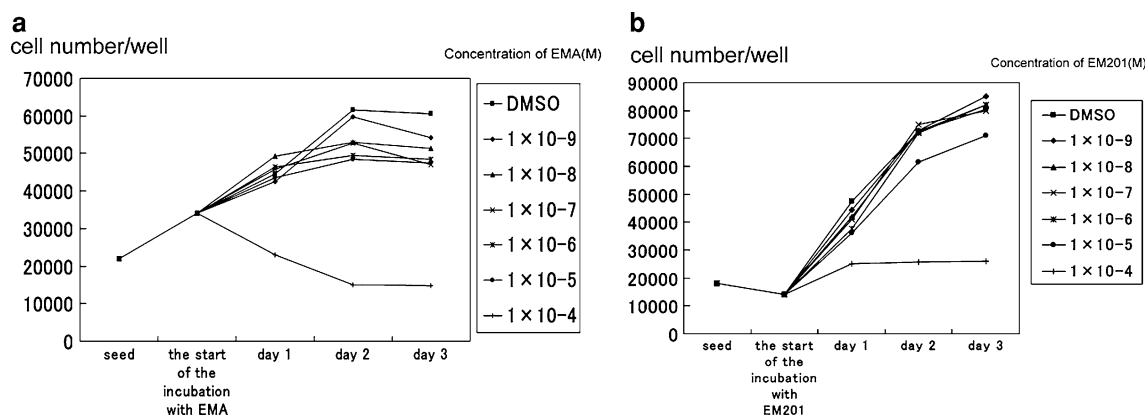 a
cell number/well
Concentration of EMA(M)
70000
60000
50000
40000
30000
20000
10000
0
seed
the start
of the
incubation
with EMA
day 1
day 2
day 3
DMSO
1×10-9
1×10-8
1×10-7
1×10-6
1×10-5
1×10-4
b
cell number/well
Concentration of EM201(M)
90000
80000
70000
60000
50000
40000
30000
20000
10000
0
seed
the start
of the
incubation
with
EM201
day 1
day 2
day 3
DMSO
1×10-9
1×10-8
1×10-7
1×10-6
1×10-5
1×10-4